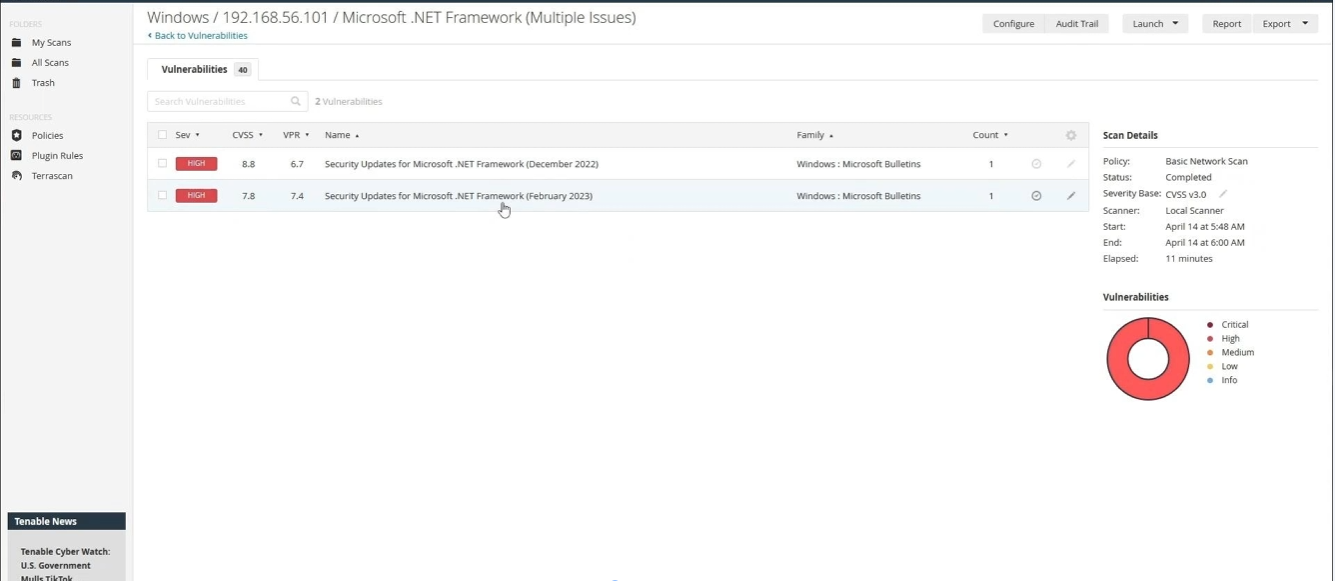 Windows / 192.168.56.101 / Microsoft .NET Framework (Multiple Issues)
Back to Vulnerabilities
Configure Audit Trail Launch Report Export
FOLDERS
My Scans
All Scans
Trash
RESOURCES
Policies
Plugin Rules
Terrascan
Vulnerabilities 40
Search Vulnerabilities 2 Vulnerabilities
Sev CVSS VPR Name Family Count
HIGH 8.8 6.7 Security Updates for Microsoft .NET Framework (December 2022) Windows : Microsoft Bulletins 1
HIGH 7.8 7.4 Security Updates for Microsoft .NET Framework (February 2023) Windows : Microsoft Bulletins 1
Scan Details
Policy: Basic Network Scan
Status: Completed
Severity Base: CVSS v3.0
Scanner: Local Scanner
Start: April 14 at 5:48 AM
End: April 14 at 6:00 AM
Elapsed: 11 minutes
Vulnerabilities
Critical
High
Medium
Low
Info
Tenable News
Tenable Cyber Watch:
U.S. Government
Mulls TikTok